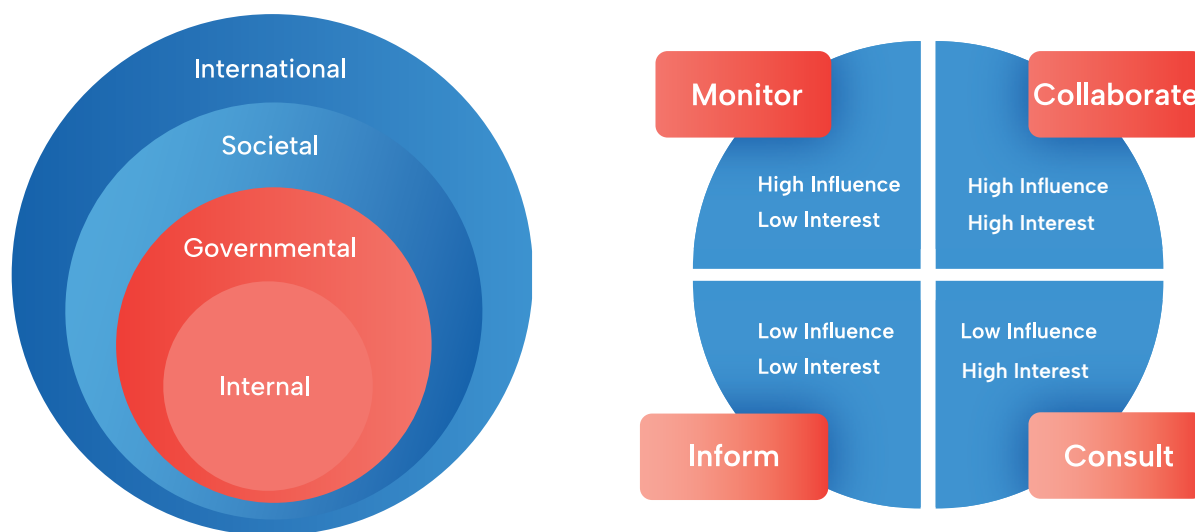 International
Societal
Governmental
Internal
Monitor
Collaborate
High Influence
Low Interest
High Influence
High Interest
Low Influence
Low Interest
Low Influence
High Interest
Inform
Consult